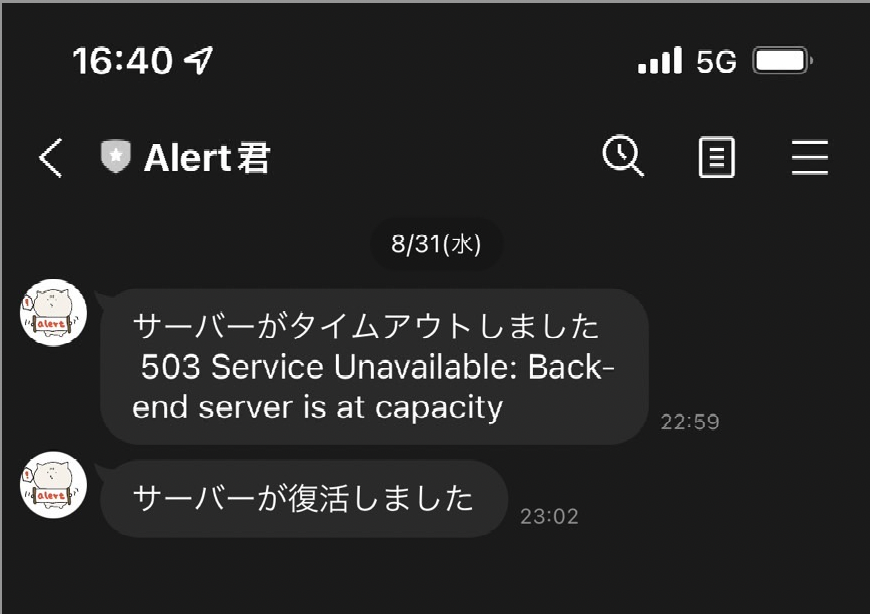 16:40 5G
Alert君
8/31(水)
サーバーがタイムアウトしました
503 Service Unavailable: Back-
end server is at capacity
22:59
alert
サーバーが復活しました
23:02
alert